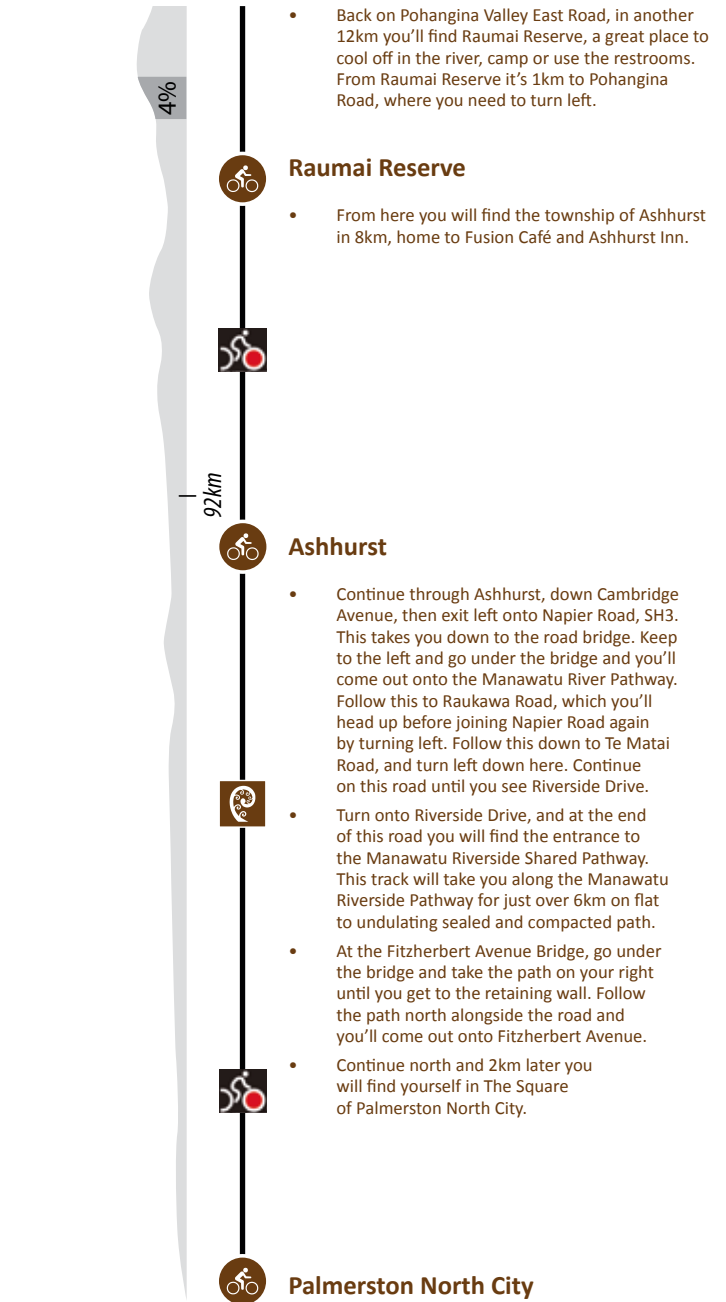 • Back on Pohangina Valley East Road, in another
12km you’ll find Raumai Reserve, a great place to
cool off in the river, camp or use the restrooms.
From Raumai Reserve it’s 1km to Pohangina
Road, where you need to turn left.
4%
Raumai Reserve
• From here you will find the township of Ashhurst
in 8km, home to Fusion Café and Ashhurst Inn.
92km
Ashhurst
• Continue through Ashhurst, down Cambridge
Avenue, then exit left onto Napier Road, SH3.
This takes you down to the road bridge. Keep
to the left and go under the bridge and you’ll
come out onto the Manawatu River Pathway.
Follow this to Raukawa Road, which you’ll
head up before joining Napier Road again
by turning left. Follow this down to Te Matai
Road, and turn left down here. Continue
on this road until you see Riverside Drive.
• Turn onto Riverside Drive, and at the end
of this road you will find the entrance to
the Manawatu Riverside Shared Pathway.
This track will take you along the Manawatu
Riverside Pathway for just over 6km on flat
to undulating sealed and compacted path.
• At the Fitzherbert Avenue Bridge, go under
the bridge and take the path on your right
until you get to the retaining wall. Follow
the path north alongside the road and
you’ll come out onto Fitzherbert Avenue.
• Continue north and 2km later you
will find yourself in The Square
of Palmerston North City.
Palmerston North City